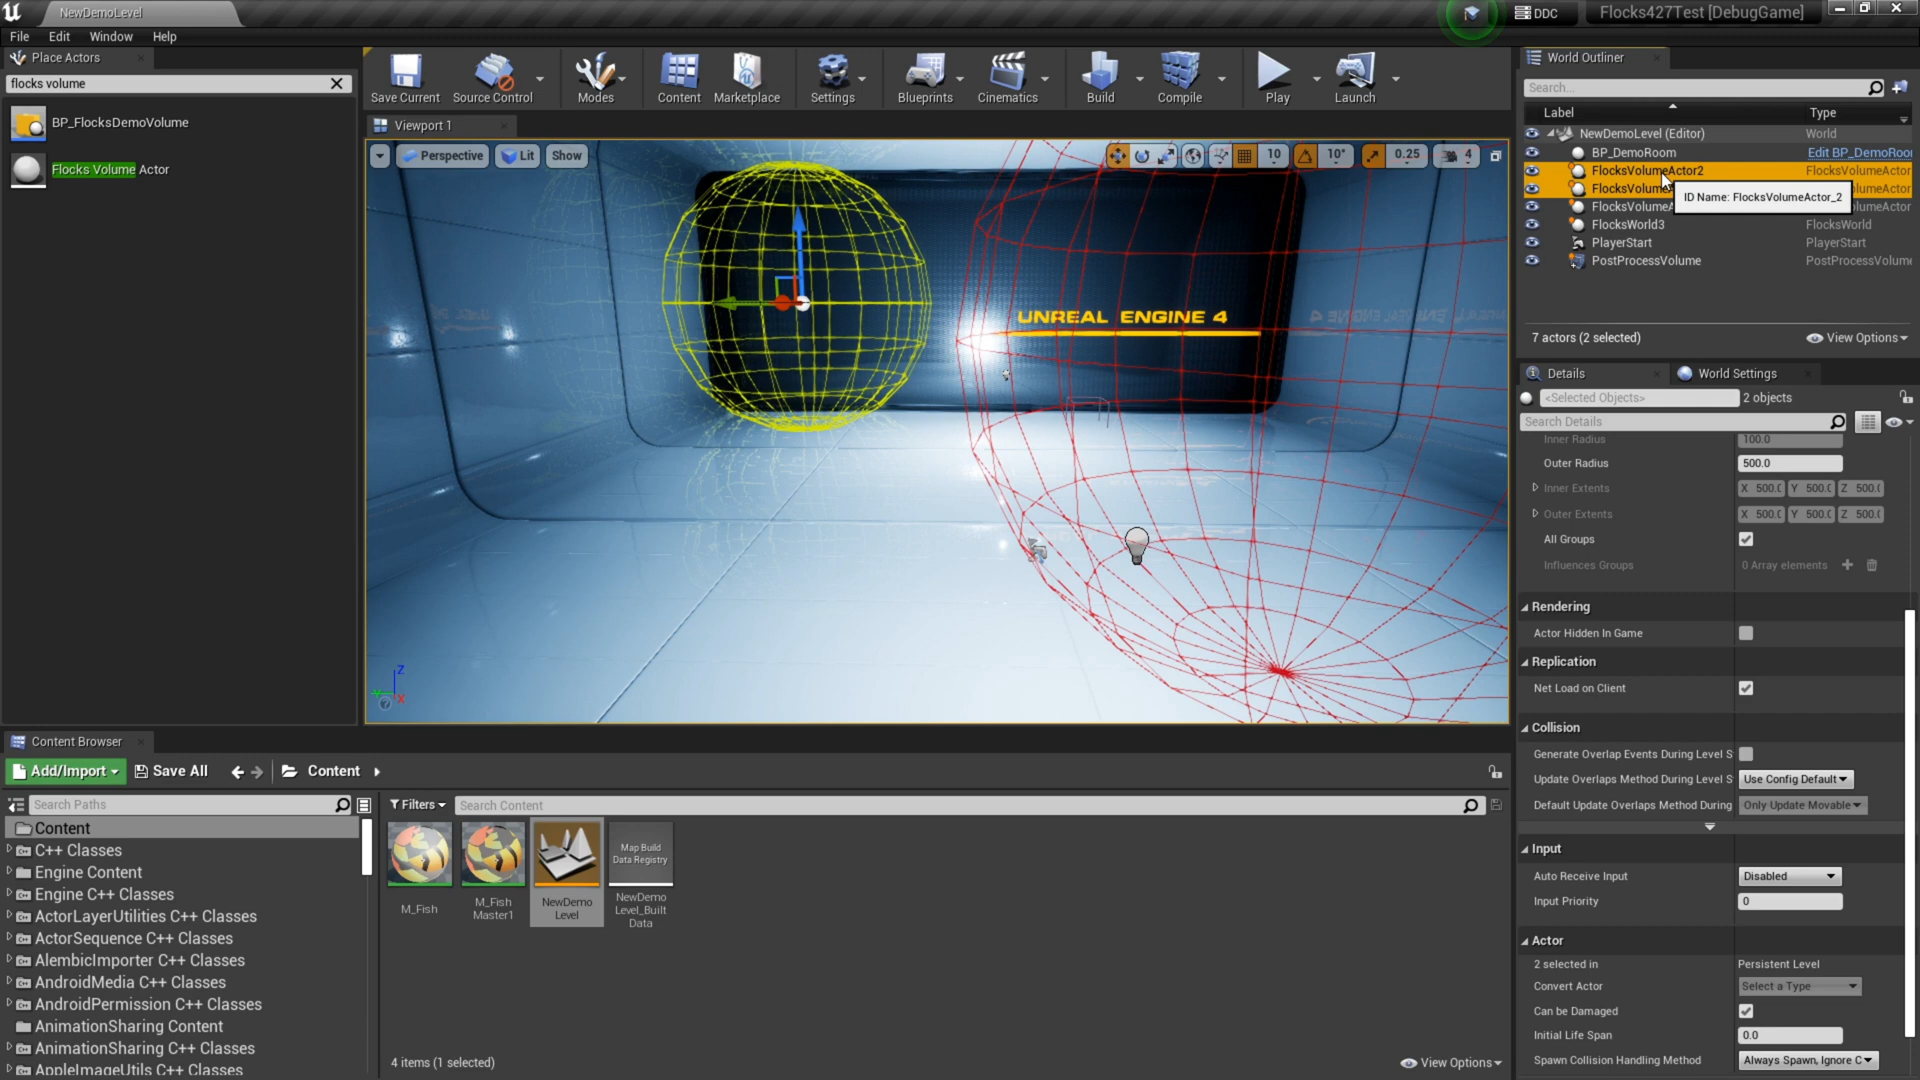 NewDemoLevel
DDC
Flocks427Test [DebugGame]
File
Edit
Window
Help
Place Actors
flocks volume
BP_FlocksDemoVolume
Flocks Volume Actor
Save Current
Source Control
Modes
Content
Marketplace
Settings
Blueprints
Cinematics
Build
Compile
Play
Launch
Viewport 1
Perspective
Lit
Show
10
10°
0.25
4
UNREAL ENGINE 4
Z
X
World Outliner
Search...
Label
Type
NewDemoLevel (Editor)
World
BP_DemoRoom
Edit BP_DemoRoo
FlocksVolumeActor2
FlocksVolumeActor
FlocksVolume
olumeActor
ID Name: FlocksVolumeActor_2
FlocksVolumeA
olumeActor
FlocksWorld3
FlocksWorld
PlayerStart
PlayerStart
PostProcessVolume
PostProcessVolume
7 actors (2 selected)
View Options
Details
World Settings
<Selected Objects>
2 objects
Search Details
Inner Radius
100.0
Outer Radius
500.0
Inner Extents
X 500.0
Y 500.0
Z 500.0
Outer Extents
X 500.0
Y 500.0
Z 500.0
All Groups
Influences Groups
0 Array elements
Rendering
Actor Hidden In Game
Replication
Net Load on Client
Collision
Generate Overlap Events During Level S
Update Overlaps Method During Level S
Use Config Default
Default Update Overlaps Method During
Only Update Movable
Input
Auto Receive Input
Disabled
Input Priority
0
Actor
2 selected in
Persistent Level
Convert Actor
Select a Type
Can be Damaged
Initial Life Span
0.0
Spawn Collision Handling Method
Always Spawn, Ignore C
Content Browser
Add/Import
Save All
Content
Search Paths
Filters
Search Content
Content
C++ Classes
Engine Content
Engine C++ Classes
ActorLayerUtilities C++ Classes
ActorSequence C++ Classes
AlembicImporter C++ Classes
AndroidMedia C++ Classes
AndroidPermission C++ Classes
AnimationSharing Content
AnimationSharing C++ Classes
AppleImageUtils C++ Classes
M_Fish
M_Fish
Master1
NewDemo
Level
Map Build
Data Registry
NewDemo
Level_Built
Data
4 items (1 selected)
View Options